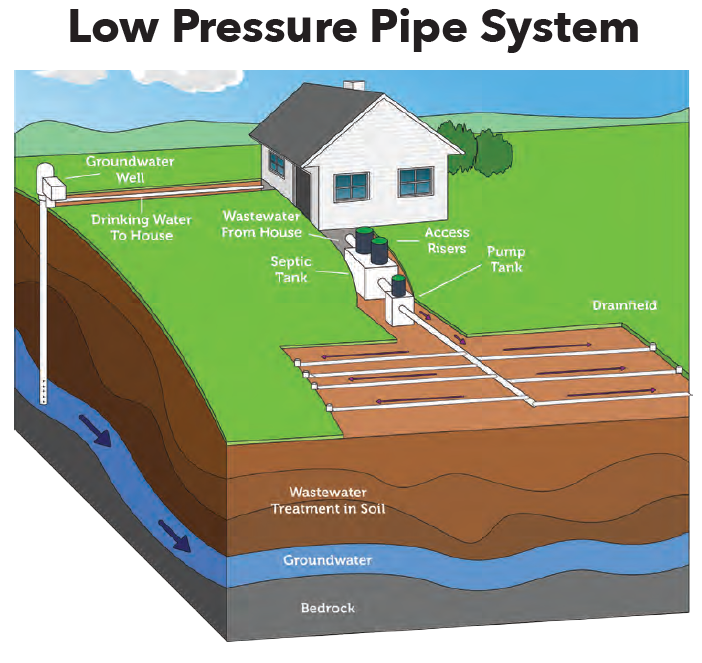 Low Pressure Pipe System
Groundwater
Well
Drinking Water
To House
Wastewater
From House
Access
Risers
Septic
Tank
Pump
Tank
Drainfield
Wastewater
Treatment in Soil
Groundwater
Bedrock